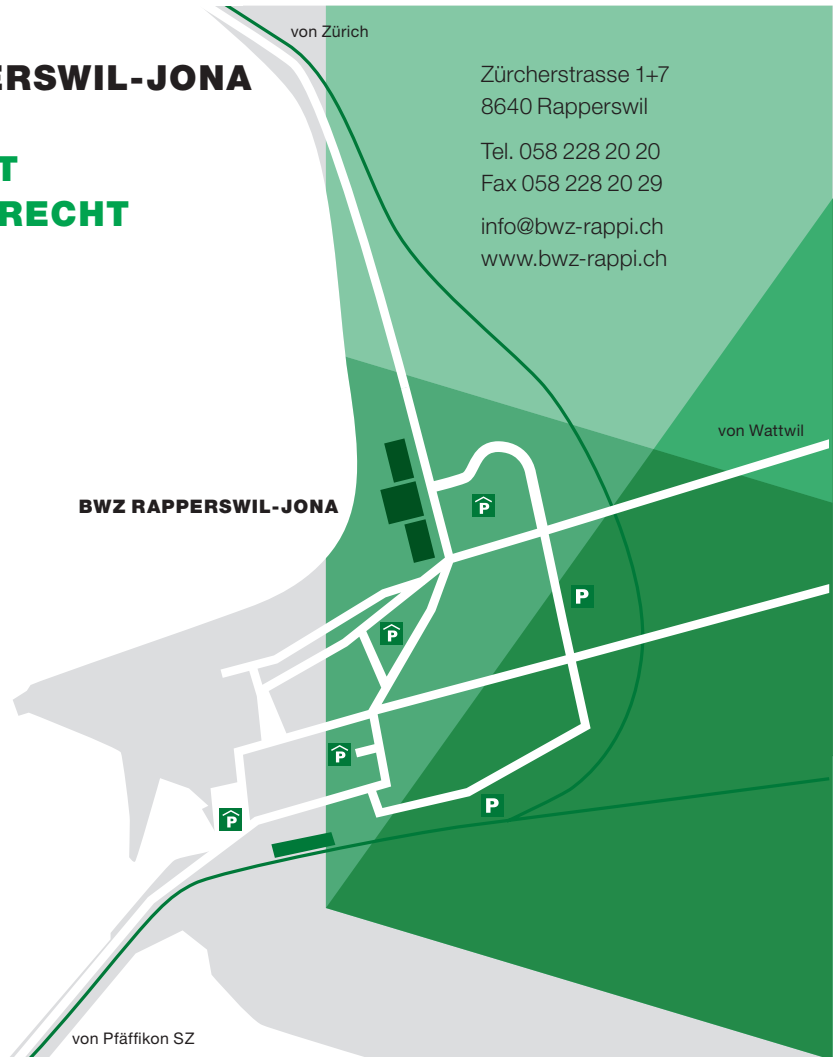 von Zürich
ERSWIL-JONA
T
RECHT
Zürcherstrasse 1+7
8640 Rapperswil
Tel. 058 228 20 20
Fax 058 228 20 29
info@bwz-rappi.ch
www.bwz-rappi.ch
von Wattwil
BWZ RAPPERSWIL-JONA
P
P
P
P
P
P
von Pfäffikon SZ